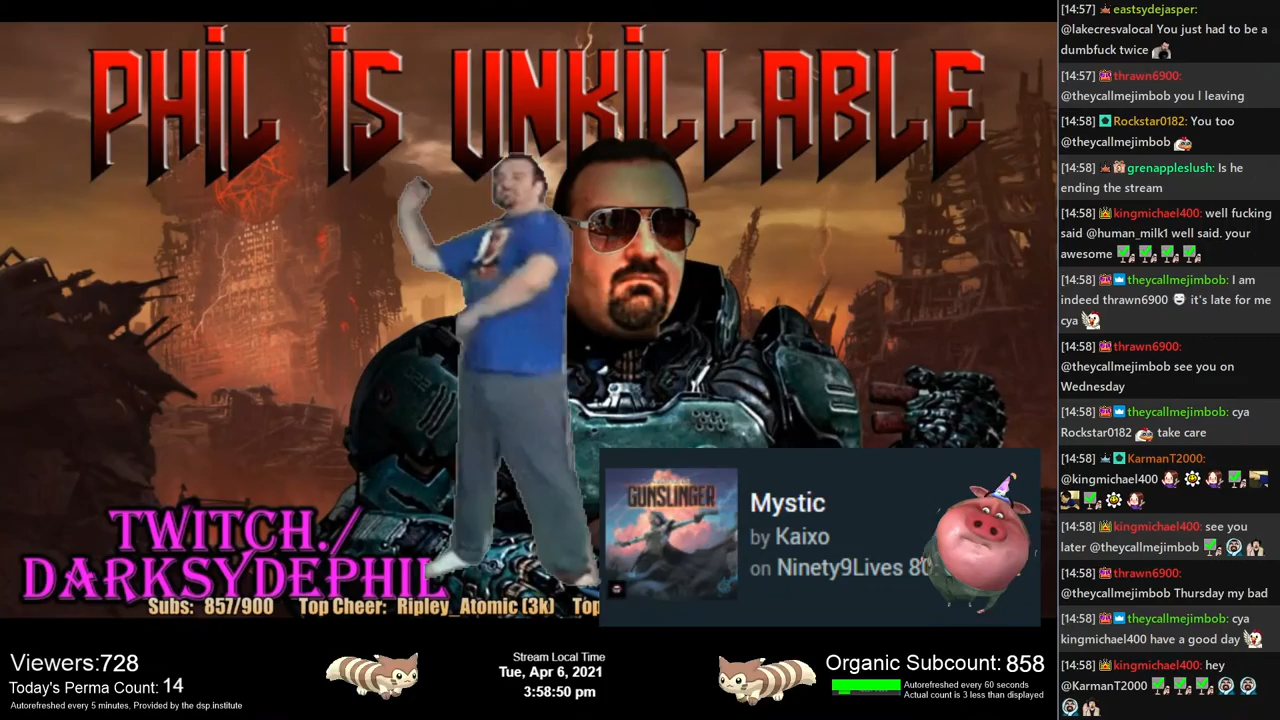 PHIL IS UNKILLABLE
TWITCH./
DARKSYDEPHIL
Subs: 857/900 Top Cheer: Ripley_Atomic (3k) Top
GUNSLINGER
Mystic
by Kaixo
on Ninety9Lives 80
Viewers:728
Today's Perma Count: 14
Autorefreshed every 5 minutes, Provided by the dsp.institute
Stream Local Time
Tue, Apr 6, 2021
3:58:50 pm
Organic Subcount: 858
Autorefreshed every 60 seconds
Actual count is 3 less than displayed
[14:57] eastsydejasper:
@lakecresvalocal You just had to be a
dumbfuck twice
[14:57] thrawn6900:
@theycallmejimbob you l leaving
[14:58] Rockstar0182: You too
@theycallmejimbob
[14:58] grenappleslush: Is he
ending the stream
[14:58] kingmichael400: well fucking
said @human_milk1 well said. your
awesome
[14:58] theycallmejimbob: I am
indeed thrawn6900 it's late for me
cya
[14:58] thrawn6900:
@theycallmejimbob see you on
Wednesday
[14:58] theycallmejimbob: cya
Rockstar0182 take care
[14:58] KarmanT2000:
@kingmichael400
[14:58] kingmichael400: see you
later @theycallmejimbob
[14:58] thrawn6900:
@theycallmejimbob Thursday my bad
[14:58] theycallmejimbob: cya
kingmichael400 have a good day
[14:58] kingmichael400: hey
@KarmanT2000